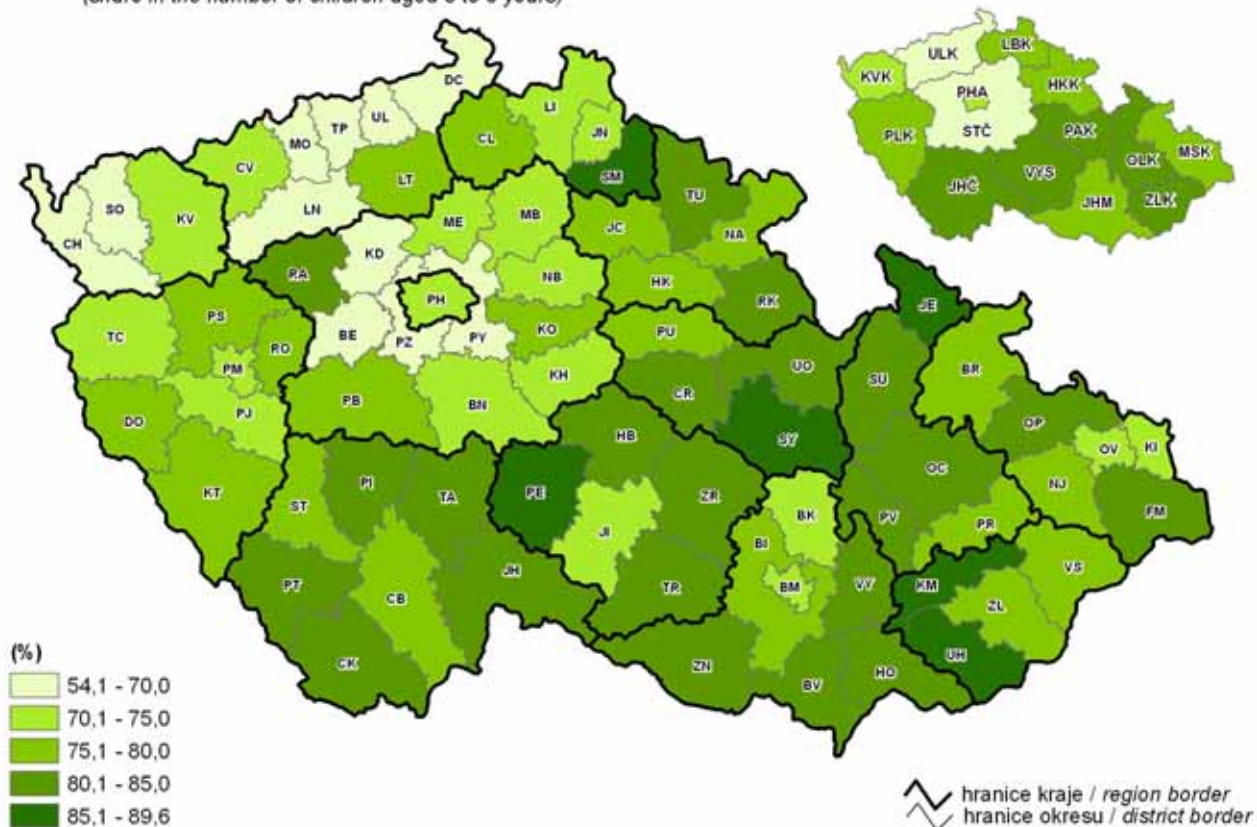 (share in the number of children aged to years)
DC
UL
TP
MO
LI
JN
CL
CV
LT
SM
SO
KV
CH
LN
ME
MB
TU
JC
NA
RA
KD
NB
HK
RK
PH
TC
PS
BE
PZ
PY
KO
PU
RO
PM
JE
UO
SU
BR
DO
PJ
PB
BN
KH
CR
SY
OP
OV
KI
HB
KT
ST
PI
TA
PE
ZR
OC
NJ
FM
JI
BK
PV
PR
BI
BM
VY
PT
CB
JH
TR
KM
VS
ZL
CK
ZN
BV
HO
UH
ULK
LBK
KVK
PHA
HKK
STČ
PLK
PAK
MSK
OLK
VYS
JHČ
JHM
ZLK
(%)
54,1 - 70,0
70,1 - 75,0
75,1 - 80,0
80,1 - 85,0
85,1 - 89,6
hranice kraje / region border
hranice okresu / district border